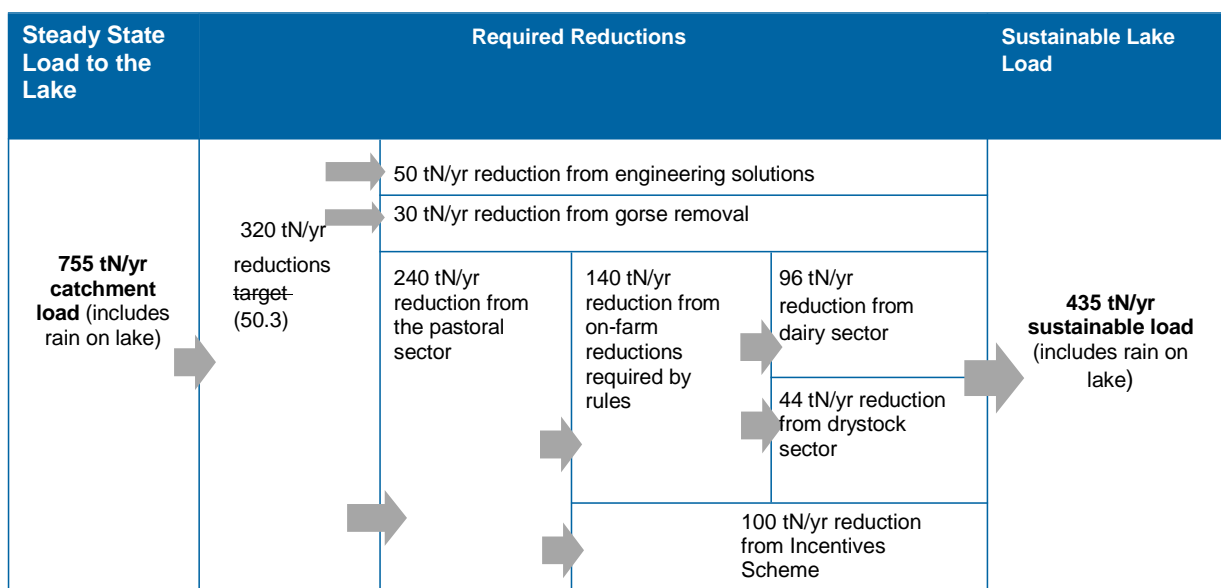 Steady State
Load to the
Lake
Required Reductions
Sustainable Lake
Load
755 tN/yr
catchment
load (includes
rain on lake)
320 tN/yr
reductions
target
(50.3)
50 tN/yr reduction from engineering solutions
30 tN/yr reduction from gorse removal
240 tN/yr
reduction from
the pastoral
sector
140 tN/yr
reduction from
on-farm
reductions
required by
rules
96 tN/yr
reduction from
dairy sector
44 tN/yr reduction
from drystock
sector
100 tN/yr reduction
from Incentives
Scheme
435 tN/yr
sustainable load
(includes rain on
lake)